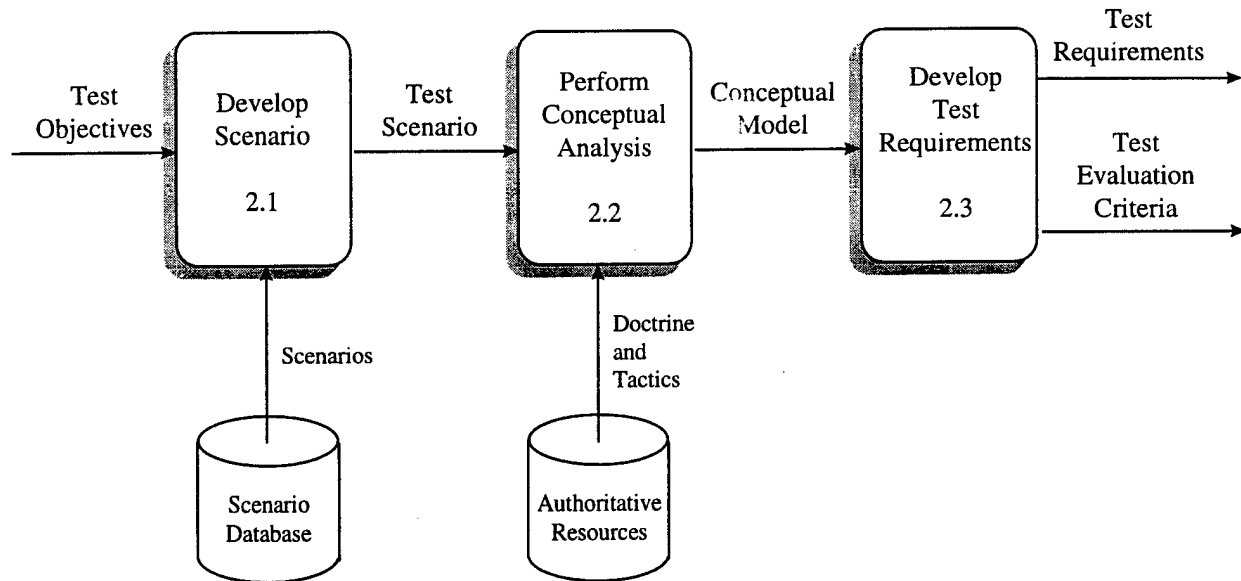 Test
Objectives
Develop
Scenario
2.1
Test
Scenario
Perform
Conceptual
Analysis
2.2
Conceptual
Model
Develop
Test
Requirements
2.3
Test
Requirements
Test
Evaluation
Criteria
Scenarios
Doctrine
and
Tactics
Scenario
Database
Authoritative
Resources